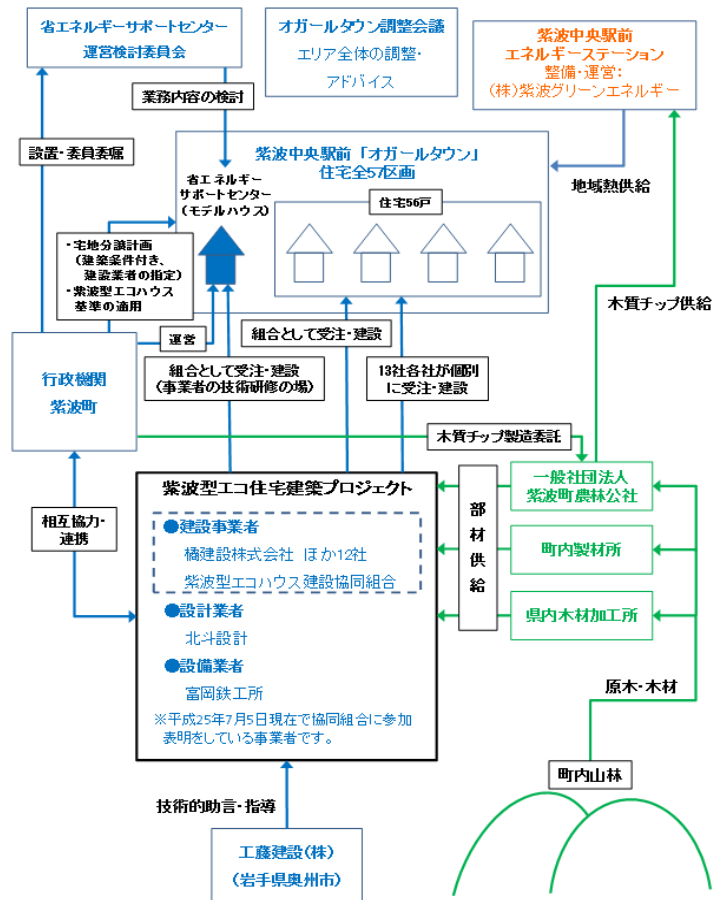 省エネルギーサポートセンター
運営検討委員会
オガールタウン調整会議
エリア全体の調整・
アドバイス
紫波中央駅前
エネルギーステーション
整備・運営:
(株)紫波グリーンエネルギー
業務内容の検討
設置・委員委嘱
紫波中央駅前「オガールタウン」
住宅全57区画
地域熱供給
省エネルギー
サポートセンター
(モデルハウス)
住宅56戸
・宅地分譲計画
(建築条件付き、
建設業者の指定)
・紫波型エコハウス
基準の適用
木質チップ供給
運営
組合として受注・建設
組合として受注・建設
(事業者の技術研修の場)
13社各社が個別
に受注・建設
行政機関
紫波町
木質チップ製造委託
紫波型エコ住宅建築プロジェクト
●建設事業者
橘建設株式会社 ほか12社
紫波型エコハウス建設協同組合
●設計業者
北斗設計
●設備業者
富岡鉄工所
※平成25年7月5日現在で協同組合に参加
表明をしている事業者です。
相互協力・
連携
部材供給
一般社団法人
紫波町農林公社
町内製材所
県内木材加工所
原木・木材
町内山林
技術的助言・指導
工藤建設(株)
(岩手県奥州市)